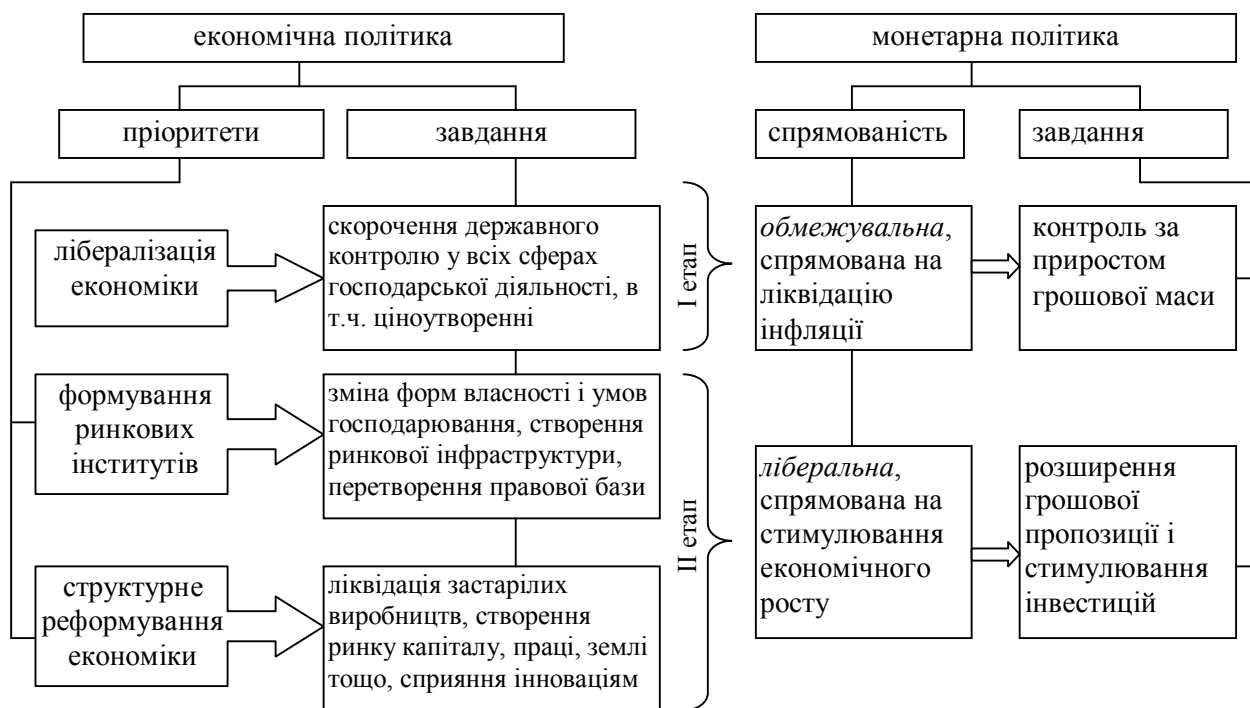 економічна політика
монетарна політика
пріоритети
завдання
спрямованість
завдання
лібералізація
економіки
скорочення державного
контролю у всіх сферах
господарської діяльності, в
т.ч. ціноутворенні
І етап
обмежувальна,
спрямована на
ліквідацію
інфляції
контроль за
приростом
грошової маси
формування
ринкових
інститутів
зміна форм власності і умов
господарювання, створення
ринкової інфраструктури,
перетворення правової бази
ІІ етап
ліберальна,
спрямована на
стимулювання
економічного
росту
розширення
грошової
пропозиції і
стимулювання
інвестицій
структурне
реформування
економіки
ліквідація застарілих
виробництв, створення
ринку капіталу, праці, землі
тощо, сприяння інноваціям